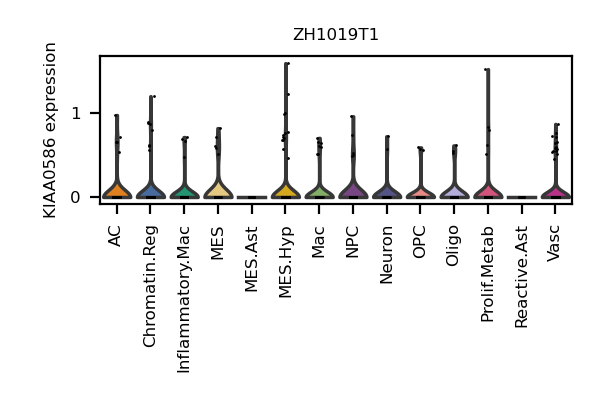 ZH1019T1
KIAA0586 expression
1
0
AC
Chromatin.Reg
Inflammatory.Mac
MES
MES.Ast
MES.Hyp
Mac
NPC
Neuron
OPC
Oligo
Prolif.Metab
Reactive.Ast
Vasc